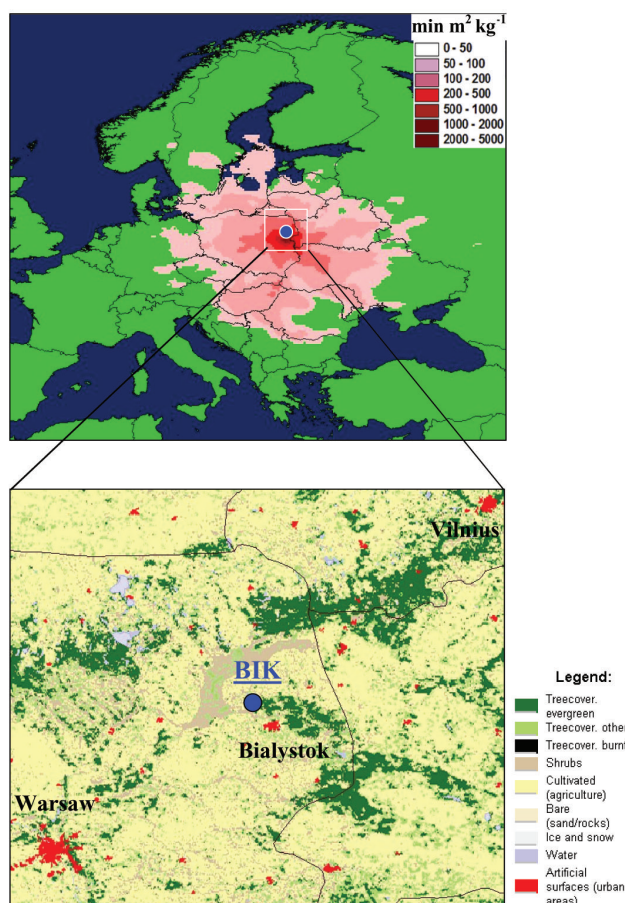 min m² kg⁻¹
0 - 50
50 - 100
100 - 200
200 - 500
500 - 1000
1000 - 2000
2000 - 5000
Vilnius
BIK
Bialystok
Warsaw
Legend:
Treecover.
evergreen
Treecover. other
Treecover. burnt
Shrubs
Cultivated
(agriculture)
Bare
(sand/rocks)
Ice and snow
Water
Artificial
surfaces (urban
areas)